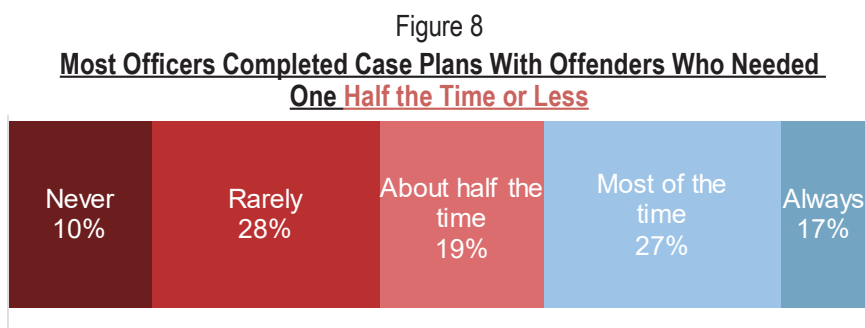 Figure 8
Most Officers Completed Case Plans With Offenders Who Needed
One Half the Time or Less
Never
10%
Rarely
28%
About half the
time
19%
Most of the
time
27%
Always
17%